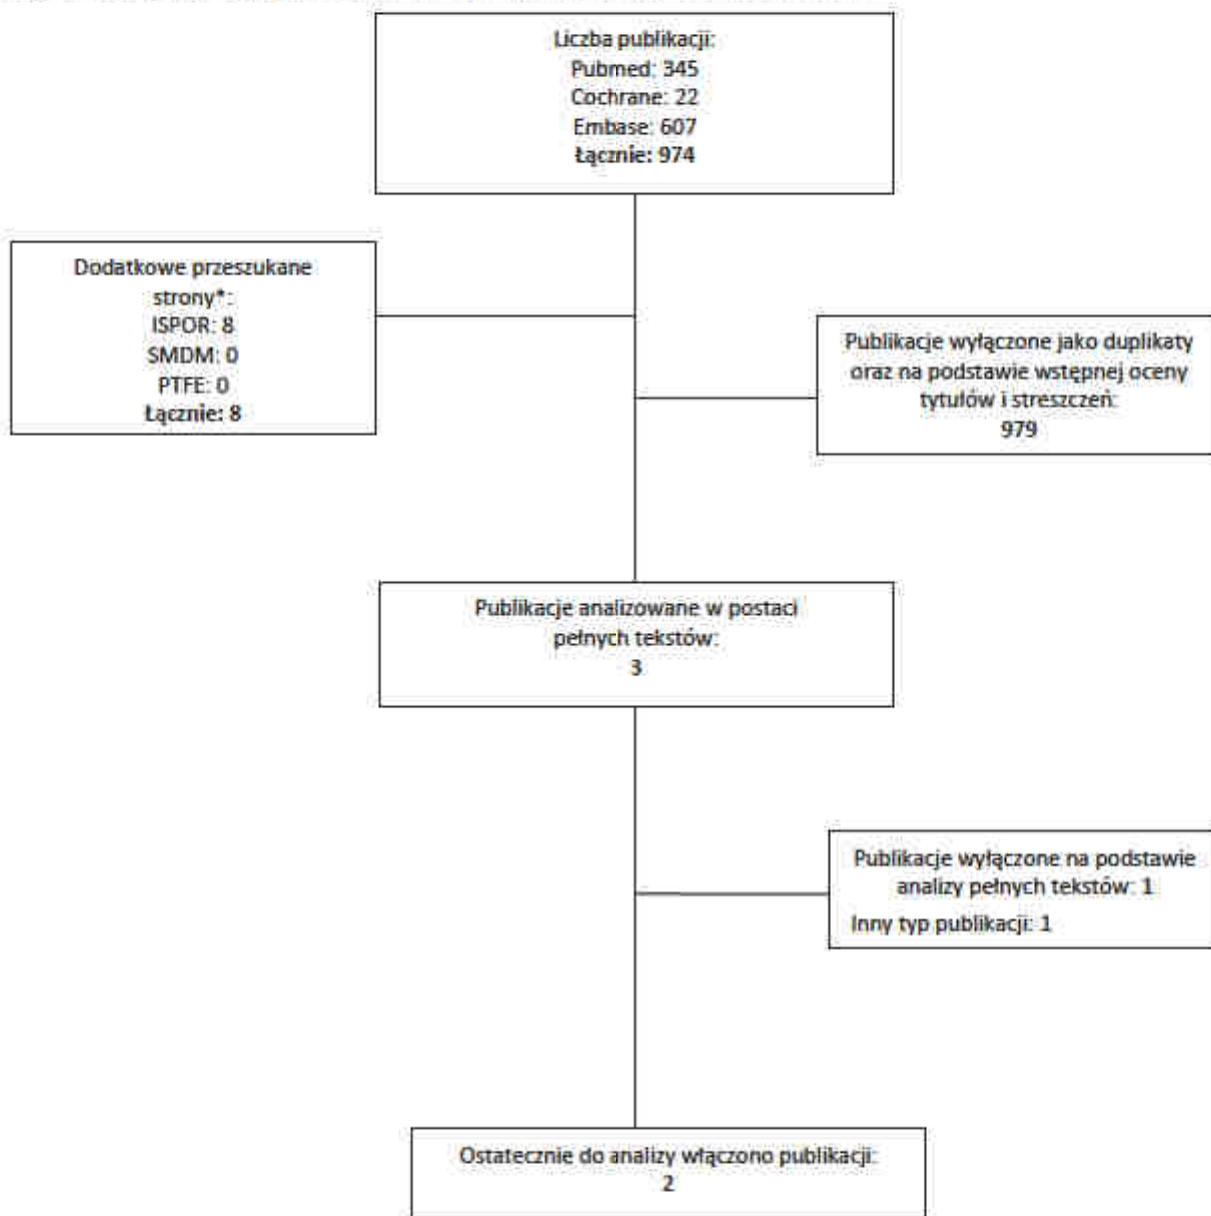 Liczba publikacji:
Pubmed: 345
Cochrane: 22
Embase: 607
Łącznie: 974
Dodatkowe przeszukane
strony*:
ISPOR: 8
SMDM: 0
PTFE: 0
Łącznie: 8
Publikacje wyłączone jako duplikaty
oraz na podstawie wstępnej oceny
tytułów i streszczeń:
979
Publikacje analizowane w postaci
pełnych tekstów:
3
Publikacje wyłączone na podstawie
analizy pełnych tekstów: 1
Inny typ publikacji: 1
Ostatecznie do analizy włączono publikacji:
2